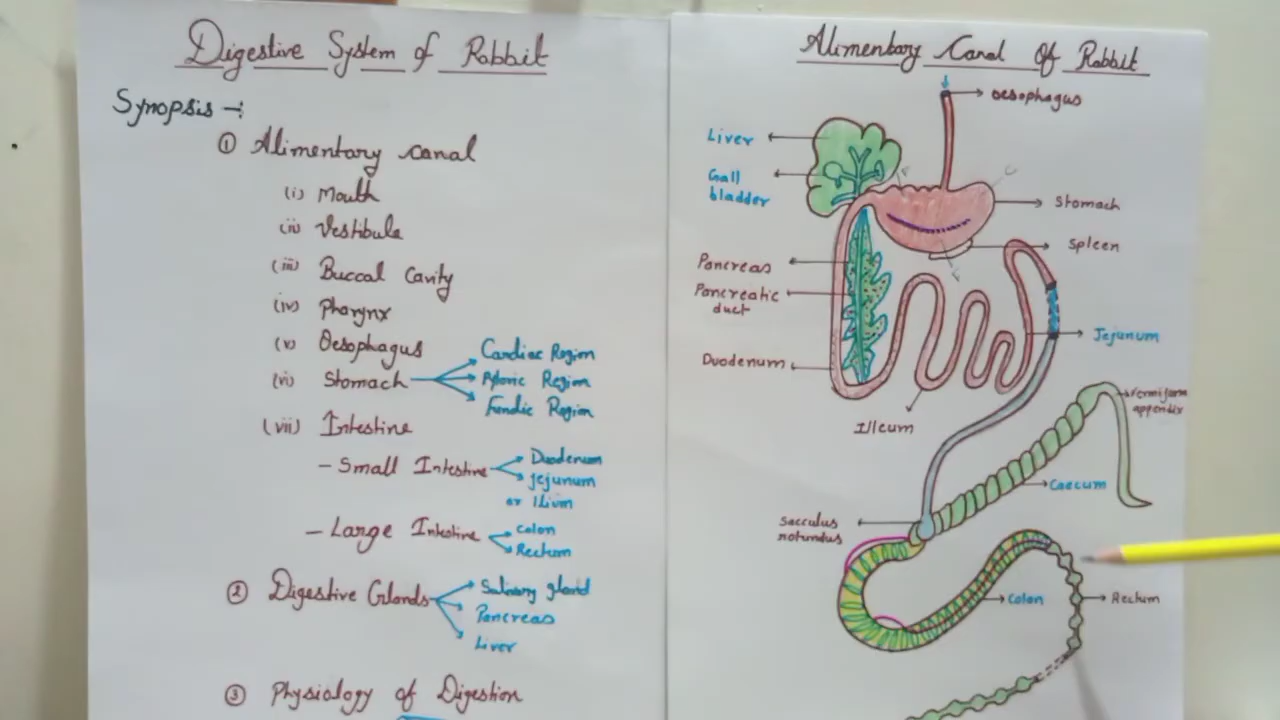 Digestive System of Rabbit
Synopsis →:
① Alimentary canal
(i) Mouth
(ii) Vestibule
(iii) Buccal Cavity
(iv) Pharynx
(v) Oesophagus
(vi) Stomach
Cardiac Region
Pyloric Region
Fundic Region
(vii) Intestine
- Small Intestine
Duodenum
Jejunum
or Ilium
- Large Intestine
Colon
Rectum
② Digestive Glands
Salivary gland
Pancreas
Liver
③ Physiology of Digestion
Alimentary Canal Of Rabbit
Oesophagus
Liver
Gall
bladder
P
C
Stomach
Spleen
F
Pancreas
Pancreatic
duct
Jejunum
Duodenum
Vermiform
appendix
Illeum
Caecum
Sacculus
rotundus
Colon
Rectum